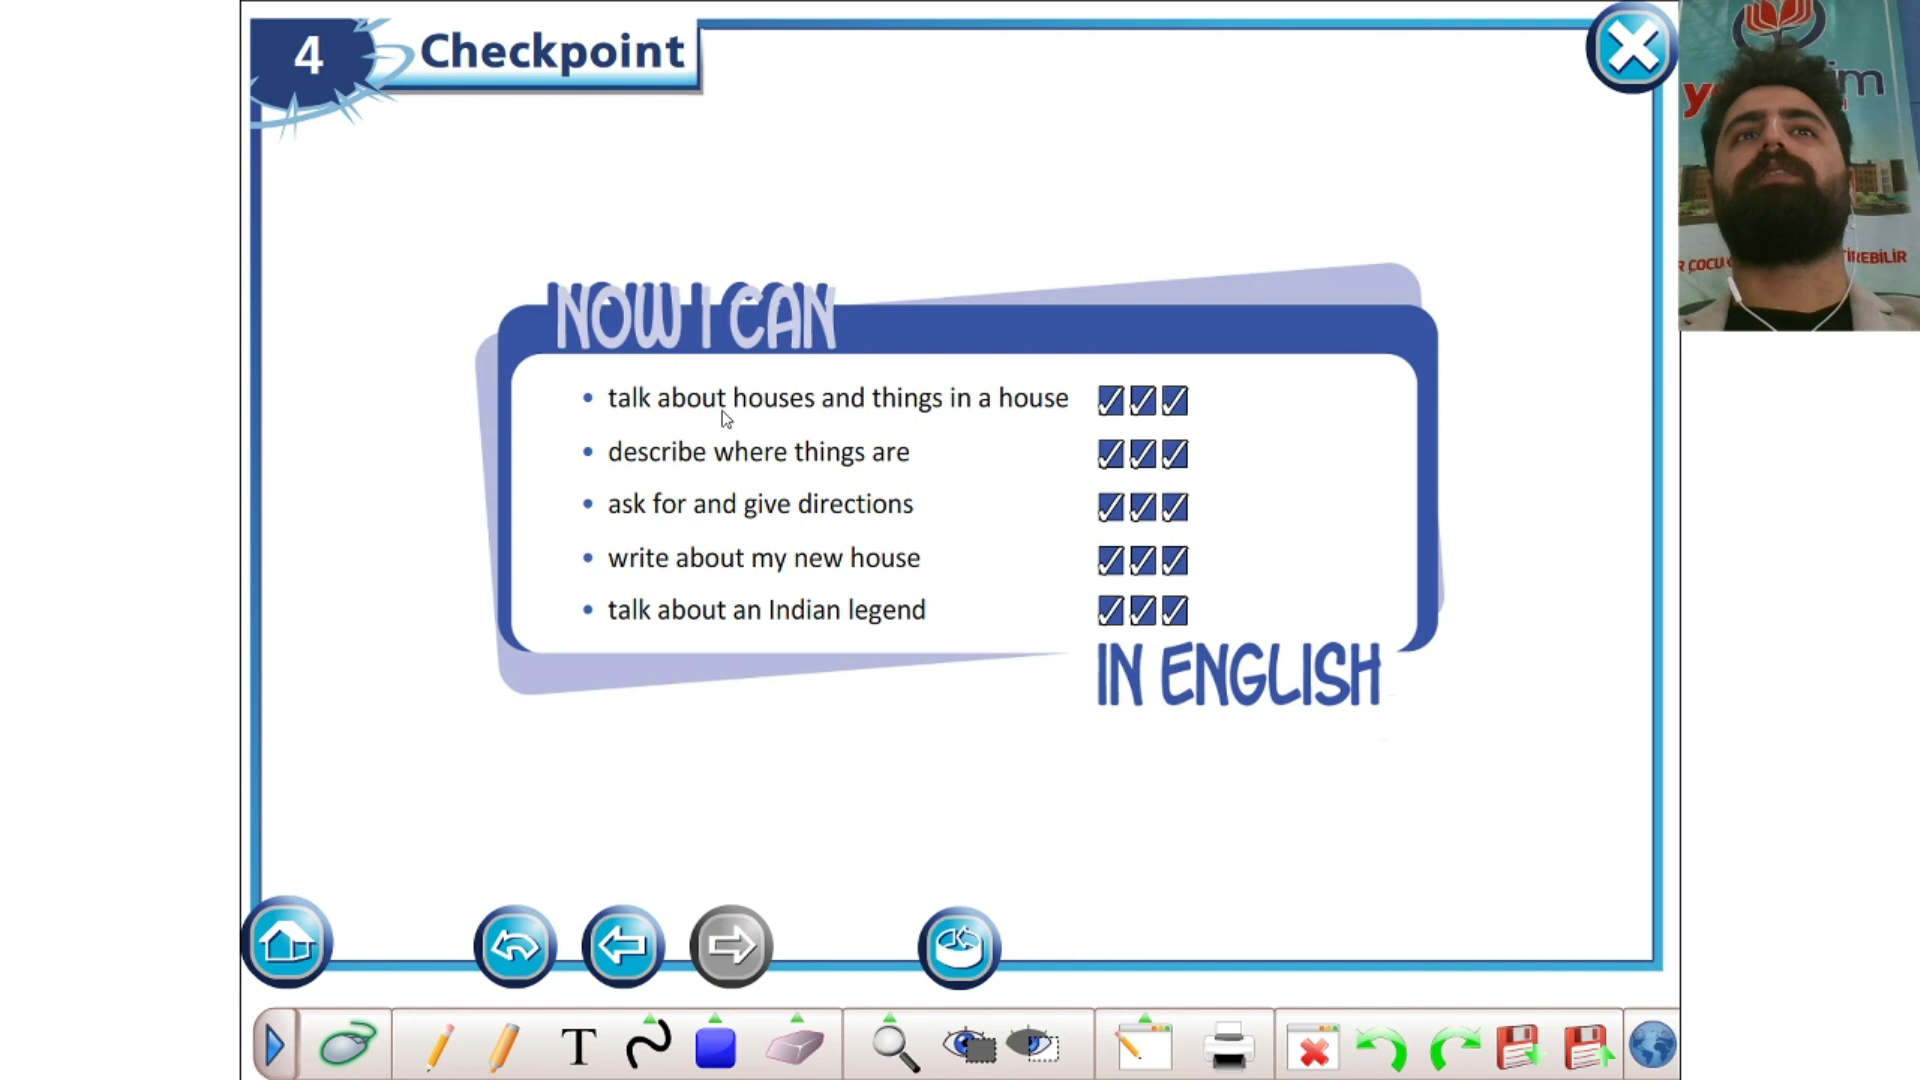 4 Checkpoint
NOW I CAN
• talk about houses and things in a house
• describe where things are
• ask for and give directions
• write about my new house
• talk about an Indian legend
IN ENGLISH
T